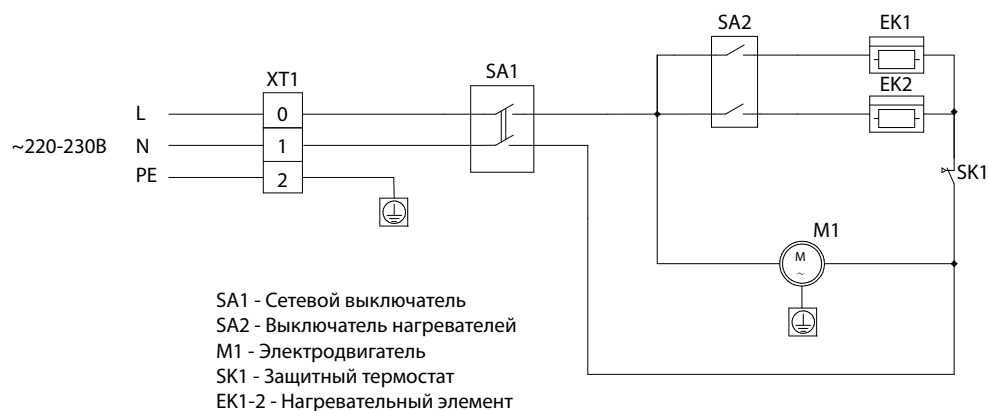 SA2
EK1
XT1
SA1
EK2
L
0
~220-230В
N
1
PE
2
SK1
M1
M
~
SA1 - Сетевой выключатель
SA2 - Выключатель нагревателей
M1 - Электродвигатель
SK1 - Защитный термостат
EK1-2 - Нагревательный элемент